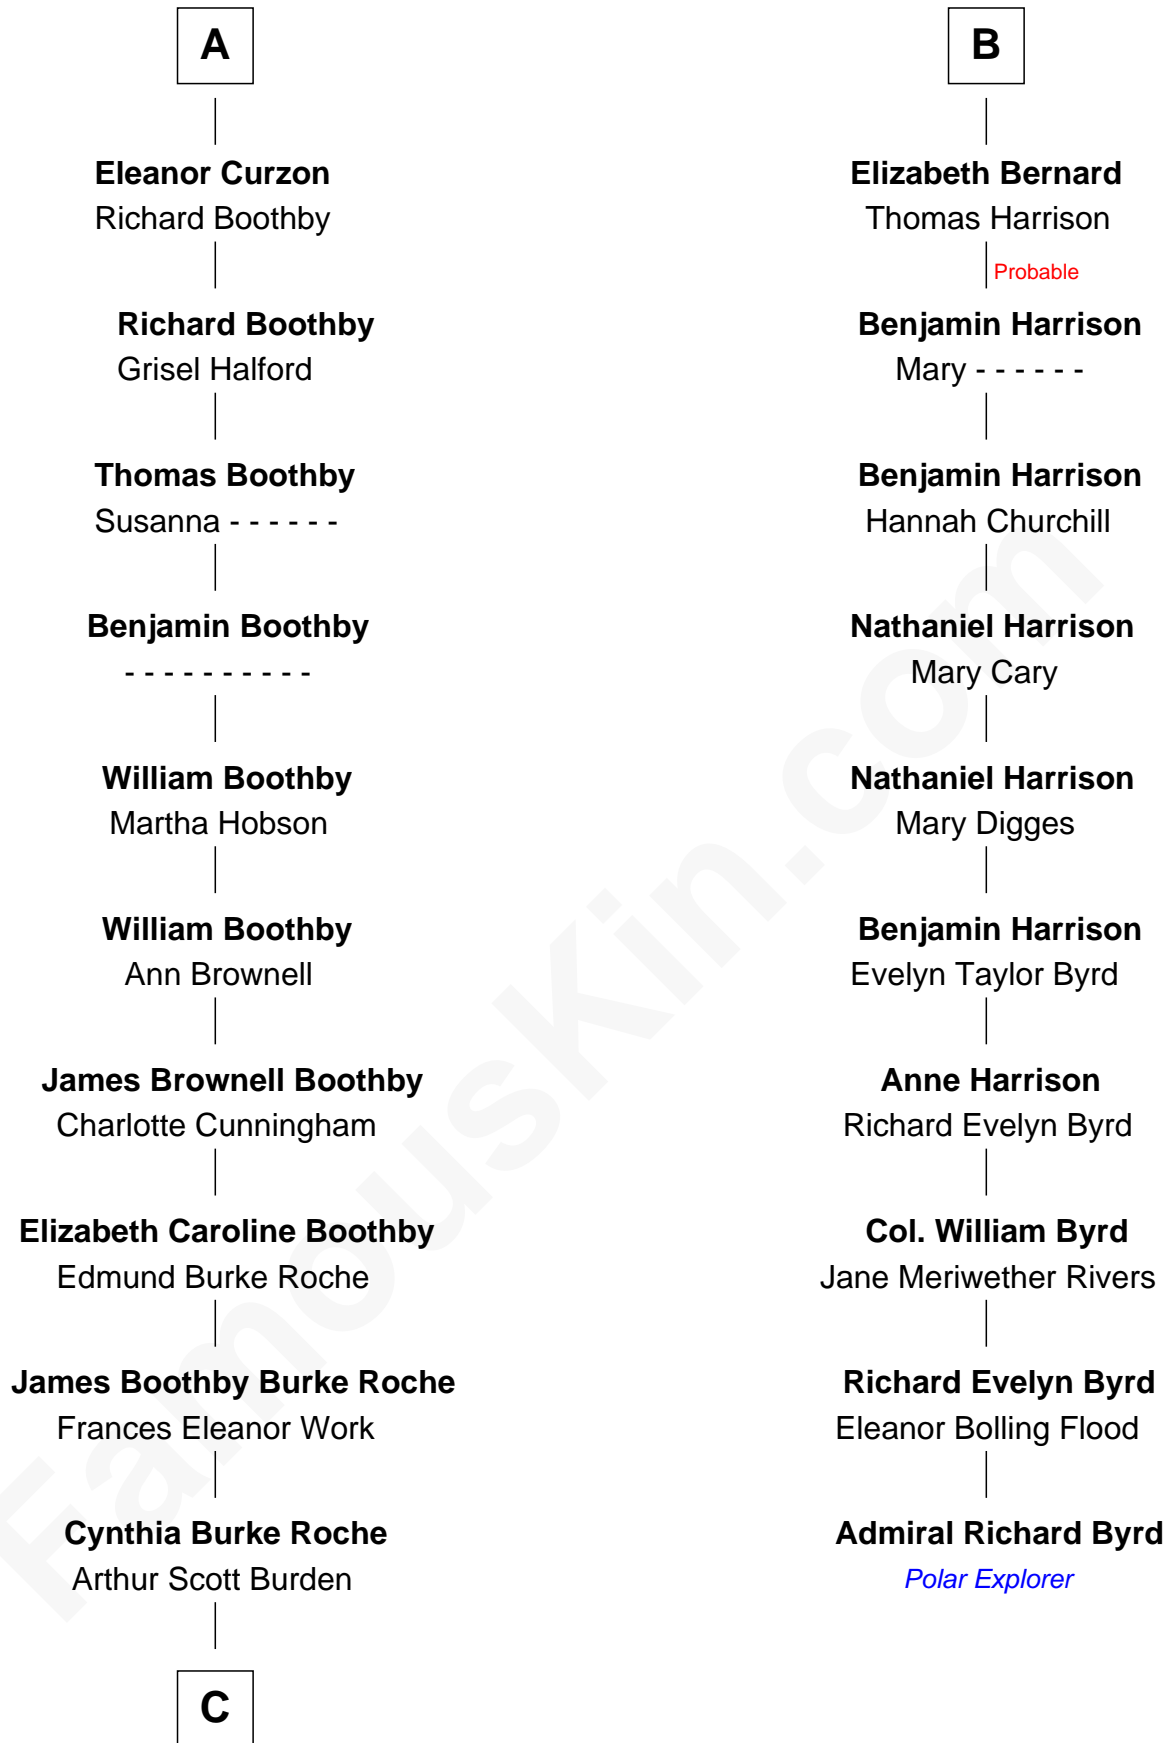 A
Eleanor Curzon
Richard Boothby
Richard Boothby
Grisel Halford
Thomas Boothby
Susanna - - - - - -
Benjamin Boothby
- - - - - - - - - -
William Boothby
Martha Hobson
William Boothby
Ann Brownell
James Brownell Boothby
Charlotte Cunningham
Elizabeth Caroline Boothby
Edmund Burke Roche
James Boothby Burke Roche
Frances Eleanor Work
Cynthia Burke Roche
Arthur Scott Burden
C
B
Elizabeth Bernard
Thomas Harrison
Probable
Benjamin Harrison
Mary - - - - - -
Benjamin Harrison
Hannah Churchill
Nathaniel Harrison
Mary Cary
Nathaniel Harrison
Mary Digges
Benjamin Harrison
Evelyn Taylor Byrd
Anne Harrison
Richard Evelyn Byrd
Col. William Byrd
Jane Meriwether Rivers
Richard Evelyn Byrd
Eleanor Bolling Flood
Admiral Richard Byrd
Polar Explorer
FamousKin.com